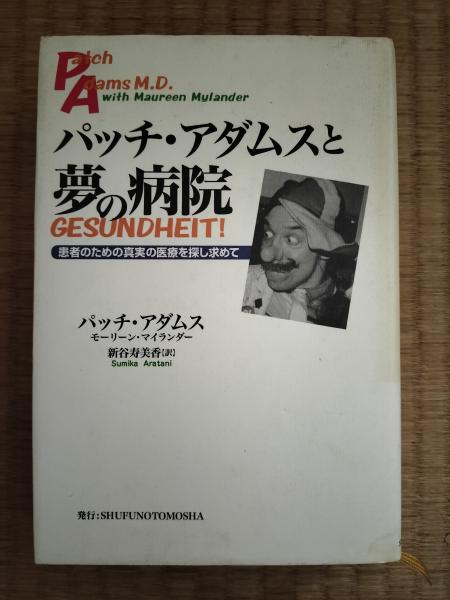 Patch
Adams M.D.
with Maureen Mylander
パッチ・アダムスと
夢の病院
GESUNDHEIT!
患者のための真実の医療を探し求めて
パッチ・アダムス
モーリーン・マイランダー
新谷寿美香【訳】
Sumika Aratani
発行:SHUFUNOTOMOSHA